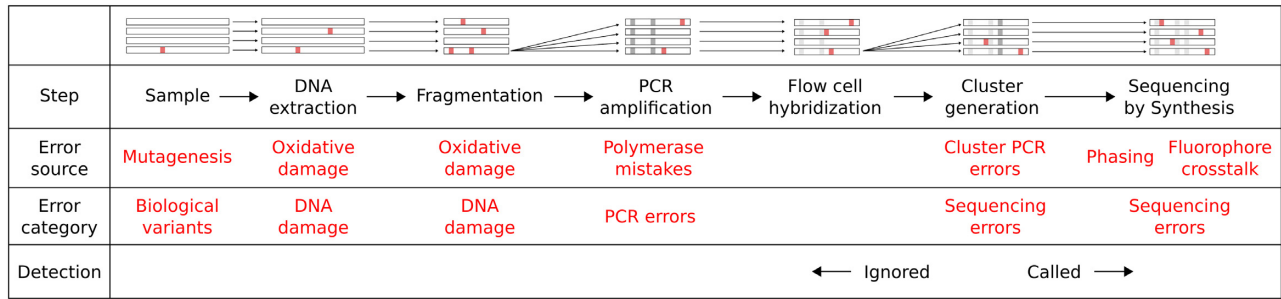 Step
Sample
DNA
extraction
Fragmentation
PCR
amplification
Flow cell
hybridization
Cluster
generation
Sequencing
by Synthesis
Error
source
Mutagenesis
Oxidative
damage
Oxidative
damage
Polymerase
mistakes
Cluster PCR
errors
Phasing
Fluorophore
crosstalk
Error
category
Biological
variants
DNA
damage
DNA
damage
PCR errors
Sequencing
errors
Sequencing
errors
Detection
Ignored
Called